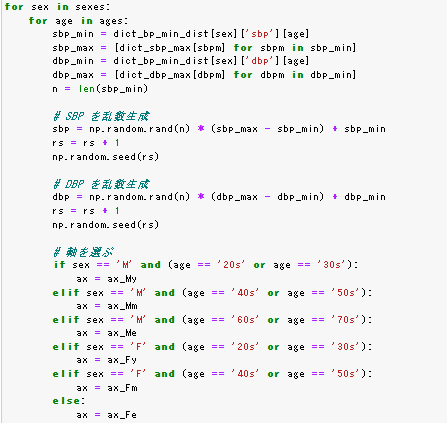 for sex in sexes:
    for age in ages:
        sbp_min = dict_bp_min_dist[sex]['sbp'][age]
        sbp_max = [dict_sbp_max[sbpm] for sbpm in sbp_min]
        dbp_min = dict_bp_min_dist[sex]['dbp'][age]
        dbp_max = [dict_dbp_max[dbpm] for dbpm in dbp_min]
        n = len(sbp_min)

        # SBP を乱数生成
        sbp = np.random.rand(n) * (sbp_max - sbp_min) + sbp_min
        rs = rs + 1
        np.random.seed(rs)

        # DBP を乱数生成
        dbp = np.random.rand(n) * (dbp_max - dbp_min) + dbp_min
        rs = rs + 1
        np.random.seed(rs)

        # 軸を選ぶ
        if sex == 'M' and (age == '20s' or age == '30s'):
            ax = ax_My
        elif sex == 'M' and (age == '40s' or age == '50s'):
            ax = ax_Mm
        elif sex == 'M' and (age == '60s' or age == '70s'):
            ax = ax_Me
        elif sex == 'F' and (age == '20s' or age == '30s'):
            ax = ax_Fy
        elif sex == 'F' and (age == '40s' or age == '50s'):
            ax = ax_Fm
        else:
            ax = ax_Fe